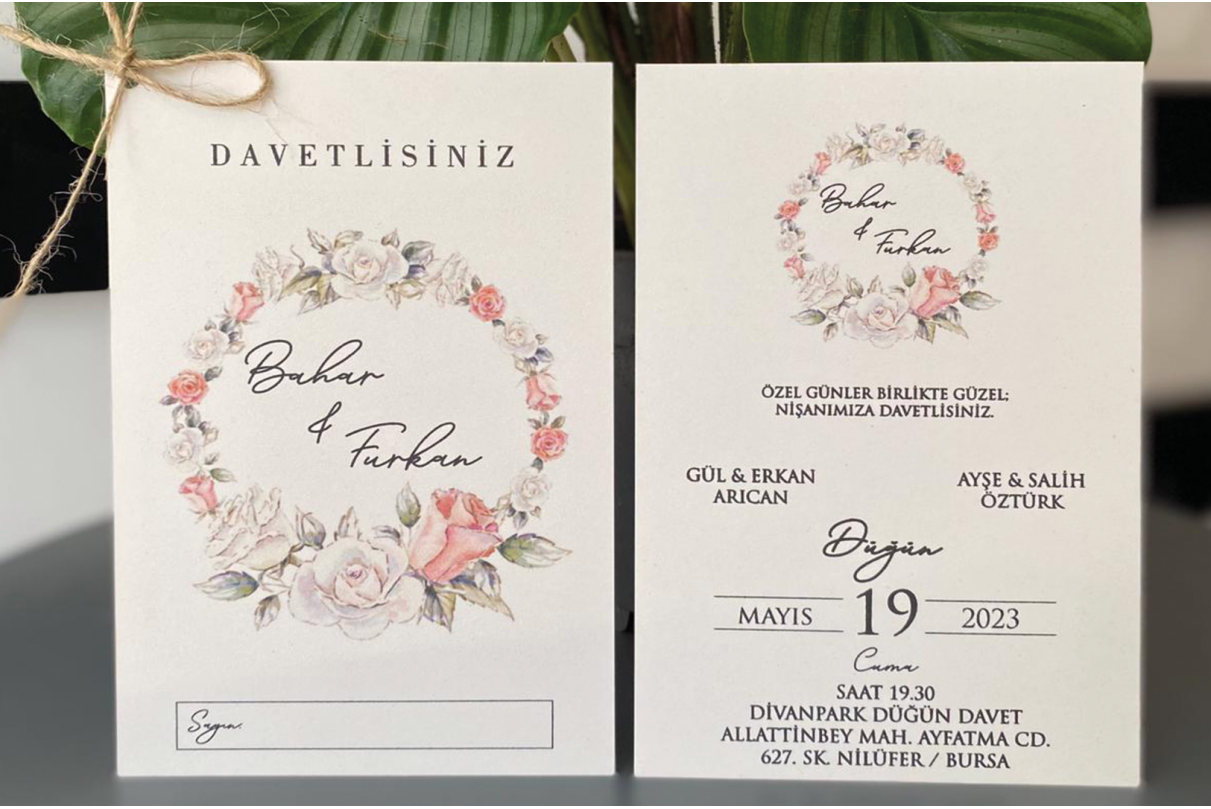 DAVETLİSİNİZ
Bahar
&
Furkan
Sayın:
Bahar
&
Furkan
ÖZEL GÜNLER BİRLİKTE GÜZEL;
NİŞANIMIZA DAVETLİSİNİZ.
GÜL & ERKAN
ARICAN
AYŞE & SALİH
ÖZTÜRK
Düğün
MAYIS 19 2023
Cuma
SAAT 19.30
DİVANPARK DÜĞÜN DAVET
ALLATTİNBEY MAH. AYFATMA CD.
627. SK. NİLÜFER / BURSA